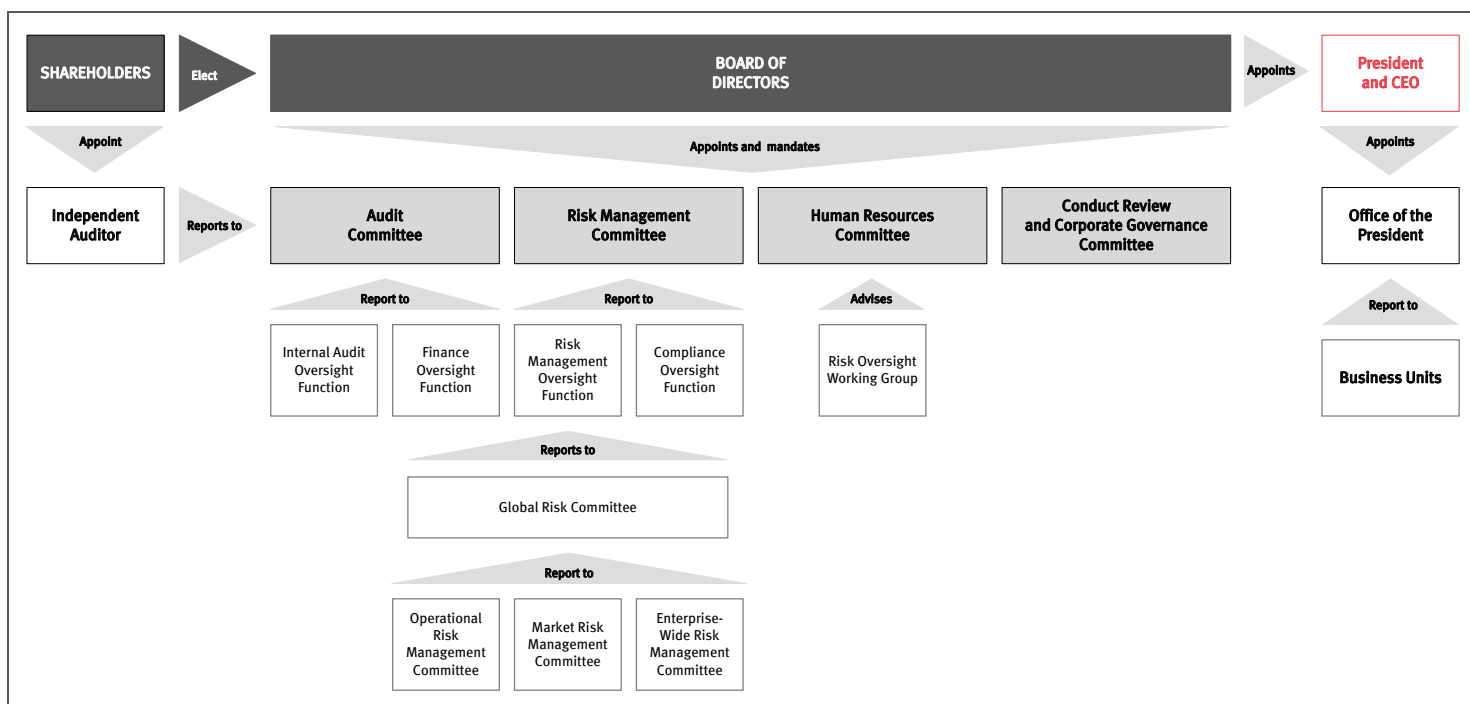 SHAREHOLDERS
Elect
BOARD OF
DIRECTORS
Appoints
President
and CEO
Appoint
Appoints and mandates
Appoints
Independent
Auditor
Reports to
Audit
Committee
Risk Management
Committee
Human Resources
Committee
Conduct Review
and Corporate Governance
Committee
Office of the
President
Report to
Report to
Advises
Report to
Internal Audit
Oversight
Function
Finance
Oversight
Function
Risk
Management
Oversight
Function
Compliance
Oversight
Function
Risk Oversight
Working Group
Business Units
Reports to
Global Risk Committee
Report to
Operational
Risk
Management
Committee
Market Risk
Management
Committee
Enterprise-
Wide Risk
Management
Committee